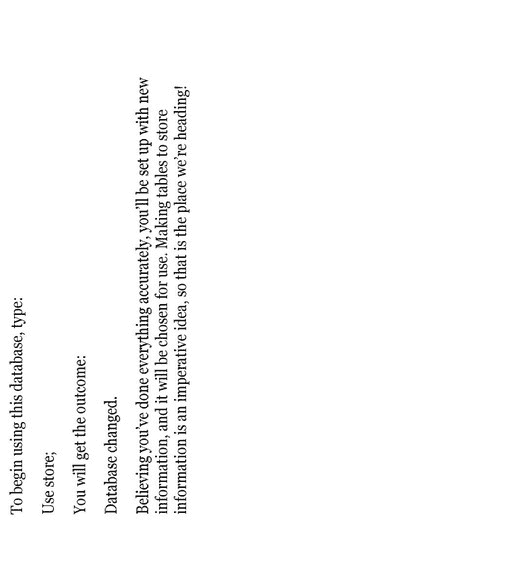 To begin using this database, type:
Use store;
You will get the outcome:
Database changed.
Believing you've done everything accurately, you'll be set up with new
information, and it will be chosen for use. Making tables to store
information is an imperative idea, so that is the place we're heading!